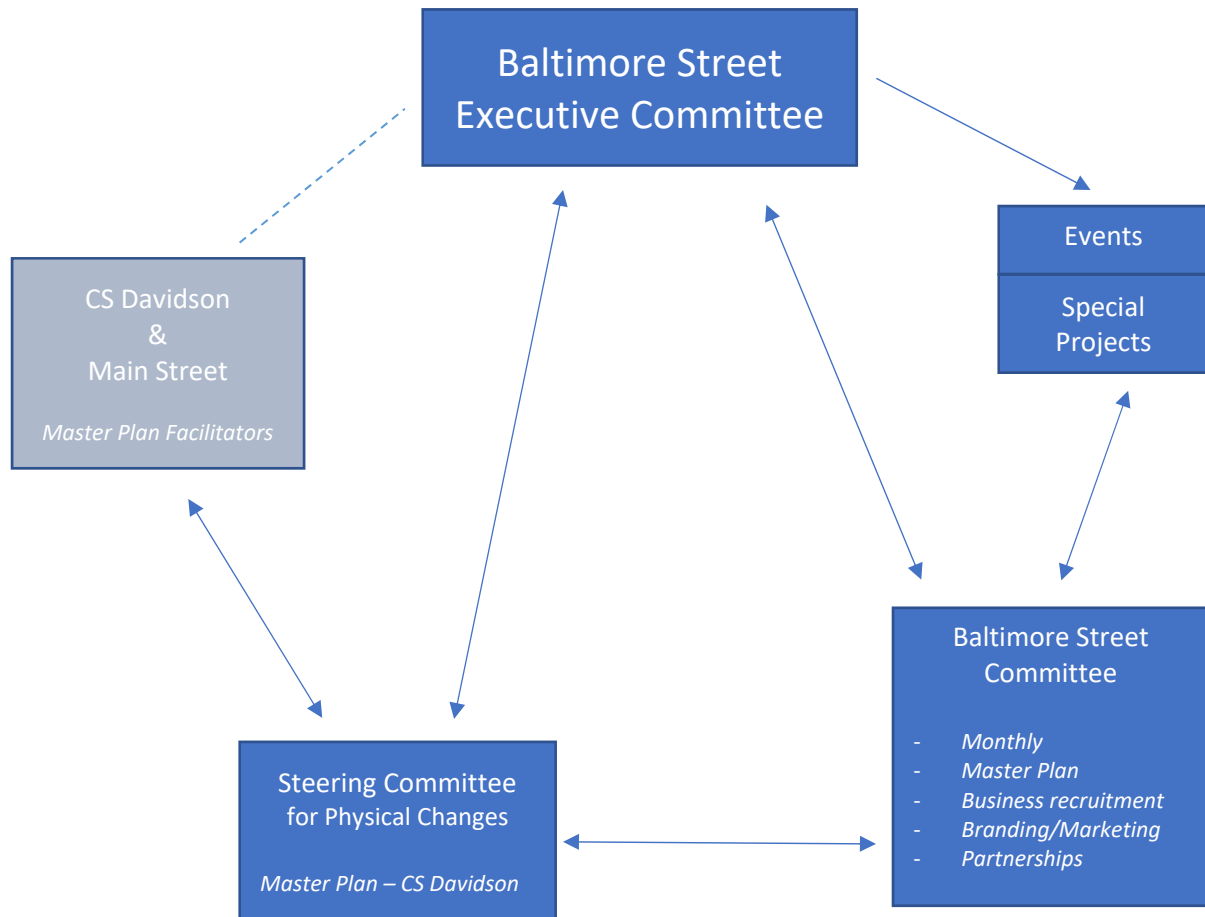 Baltimore Street
Executive Committee
Events
Special
Projects
CS Davidson
&
Main Street
Master Plan Facilitators
Baltimore Street
Committee
- Monthly
- Master Plan
- Business recruitment
- Branding/Marketing
- Partnerships
Steering Committee
for Physical Changes
Master Plan – CS Davidson